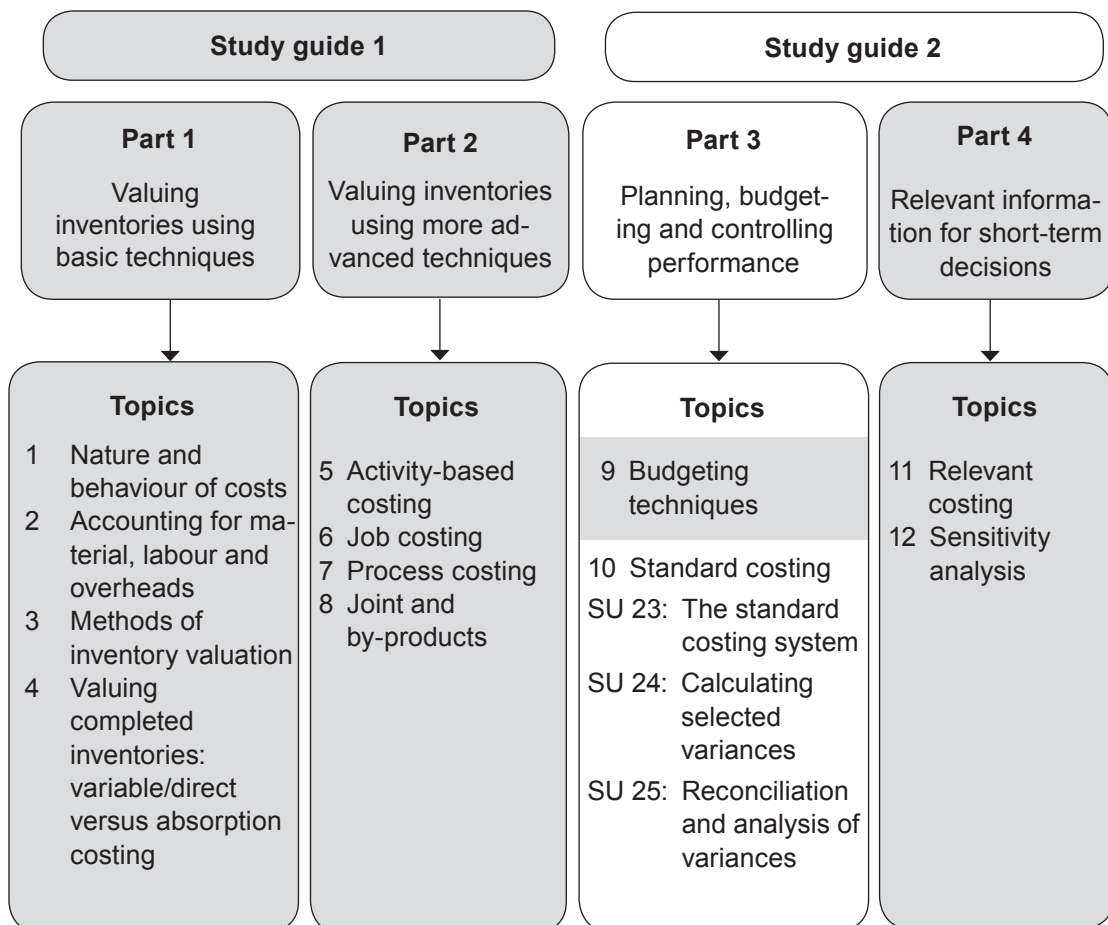 Study guide 1
Study guide 2
Part 1
Valuing
inventories using
basic techniques
Part 2
Valuing inventories
using more ad-
vanced techniques
Part 3
Planning, budget-
ing and controlling
performance
Part 4
Relevant informa-
tion for short-term
decisions
Topics
1 Nature and
behaviour of costs
2 Accounting for ma-
terial, labour and
overheads
3 Methods of
inventory valuation
4 Valuing
completed
inventories:
variable/direct
versus absorption
costing
Topics
5 Activity-based
costing
6 Job costing
7 Process costing
8 Joint and
by-products
Topics
9 Budgeting
techniques
10 Standard costing
SU 23: The standard
costing system
SU 24: Calculating
selected
variances
SU 25: Reconciliation
and analysis of
variances
Topics
11 Relevant
costing
12 Sensitivity
analysis